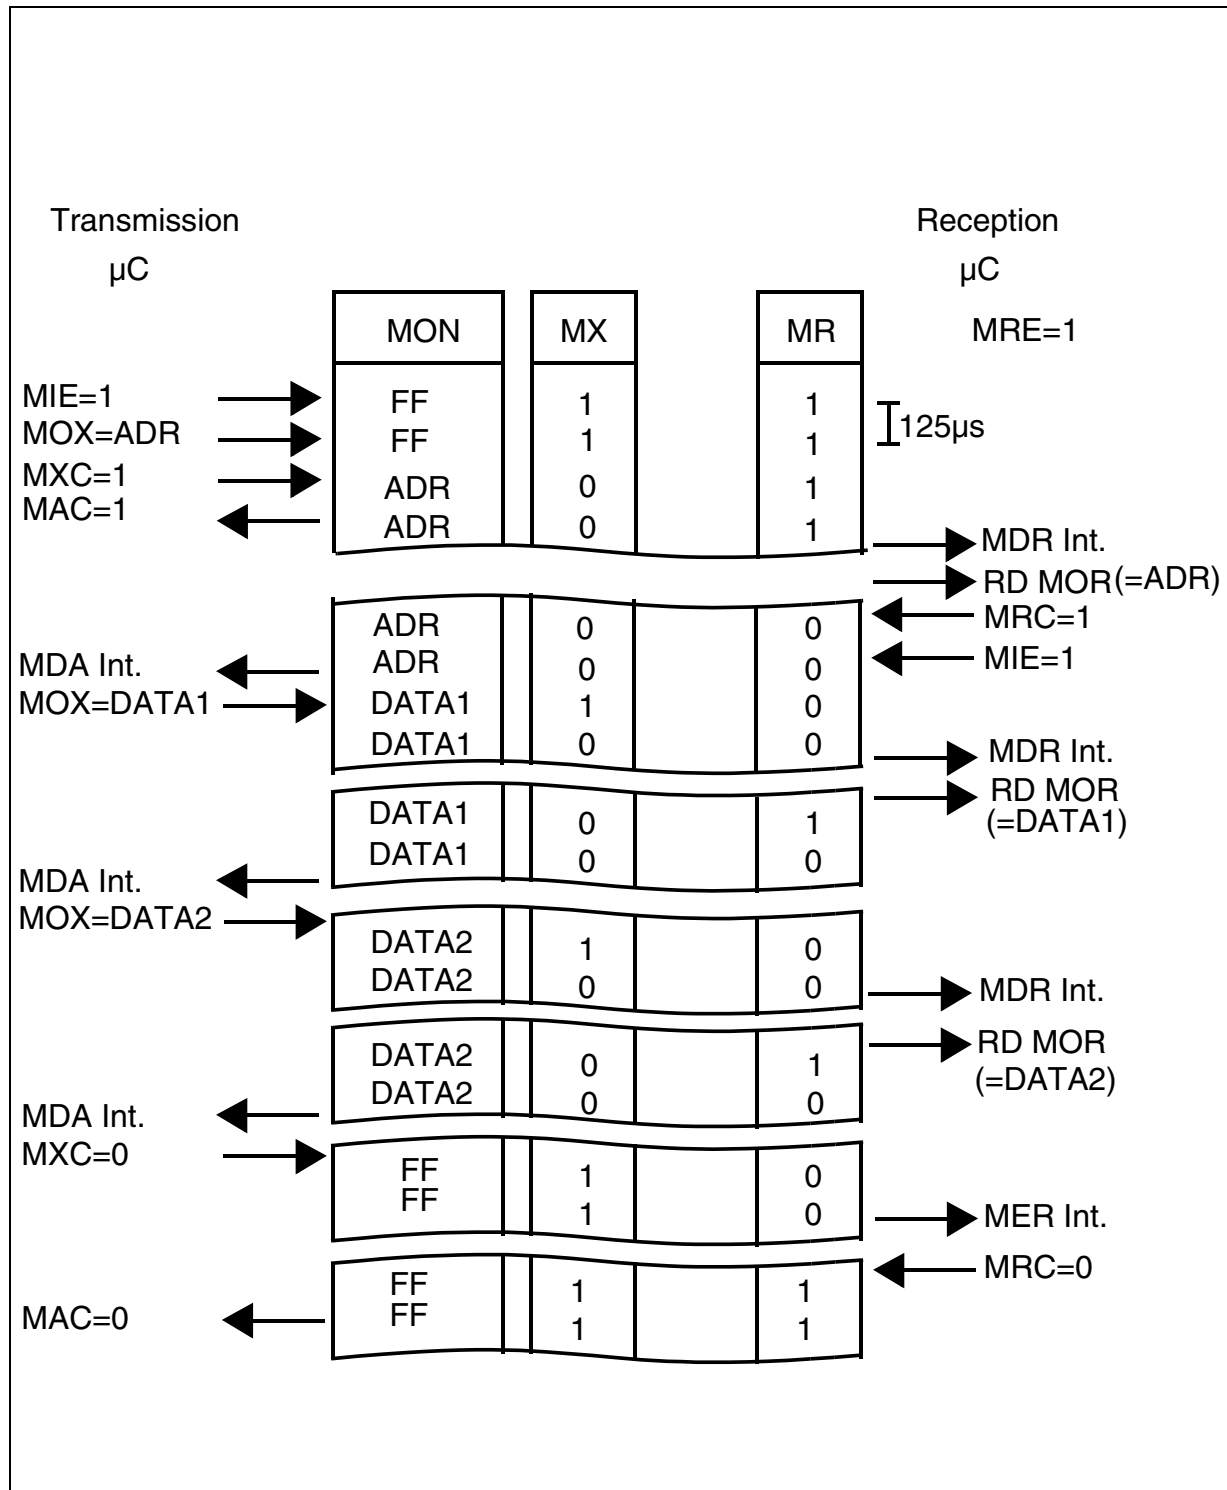 Transmission Reception
µC µC
MON MX MR MRE=1
MIE=1 FF 1 1
125µs
MOX=ADR FF 1 1
MXC=1 ADR 0 1
MAC=1 ADR 0 1
MDR Int.
RD MOR(=ADR)
ADR 0 0 MRC=1
MDA Int. ADR 0 0 MIE=1
MOX=DATA1 DATA1 1 0
DATA1 0 0 MDR Int.
DATA1 0 1 RD MOR
(=DATA1)
DATA1 0 0
MDA Int.
MOX=DATA2
DATA2 1 0
DATA2 0 0 MDR Int.
DATA2 0 1 RD MOR
DATA2 0 0 (=DATA2)
MDA Int.
MXC=0 FF 1 0
FF 1 0 MER Int.
MRC=0
FF 1 1
MAC=0 FF 1 1